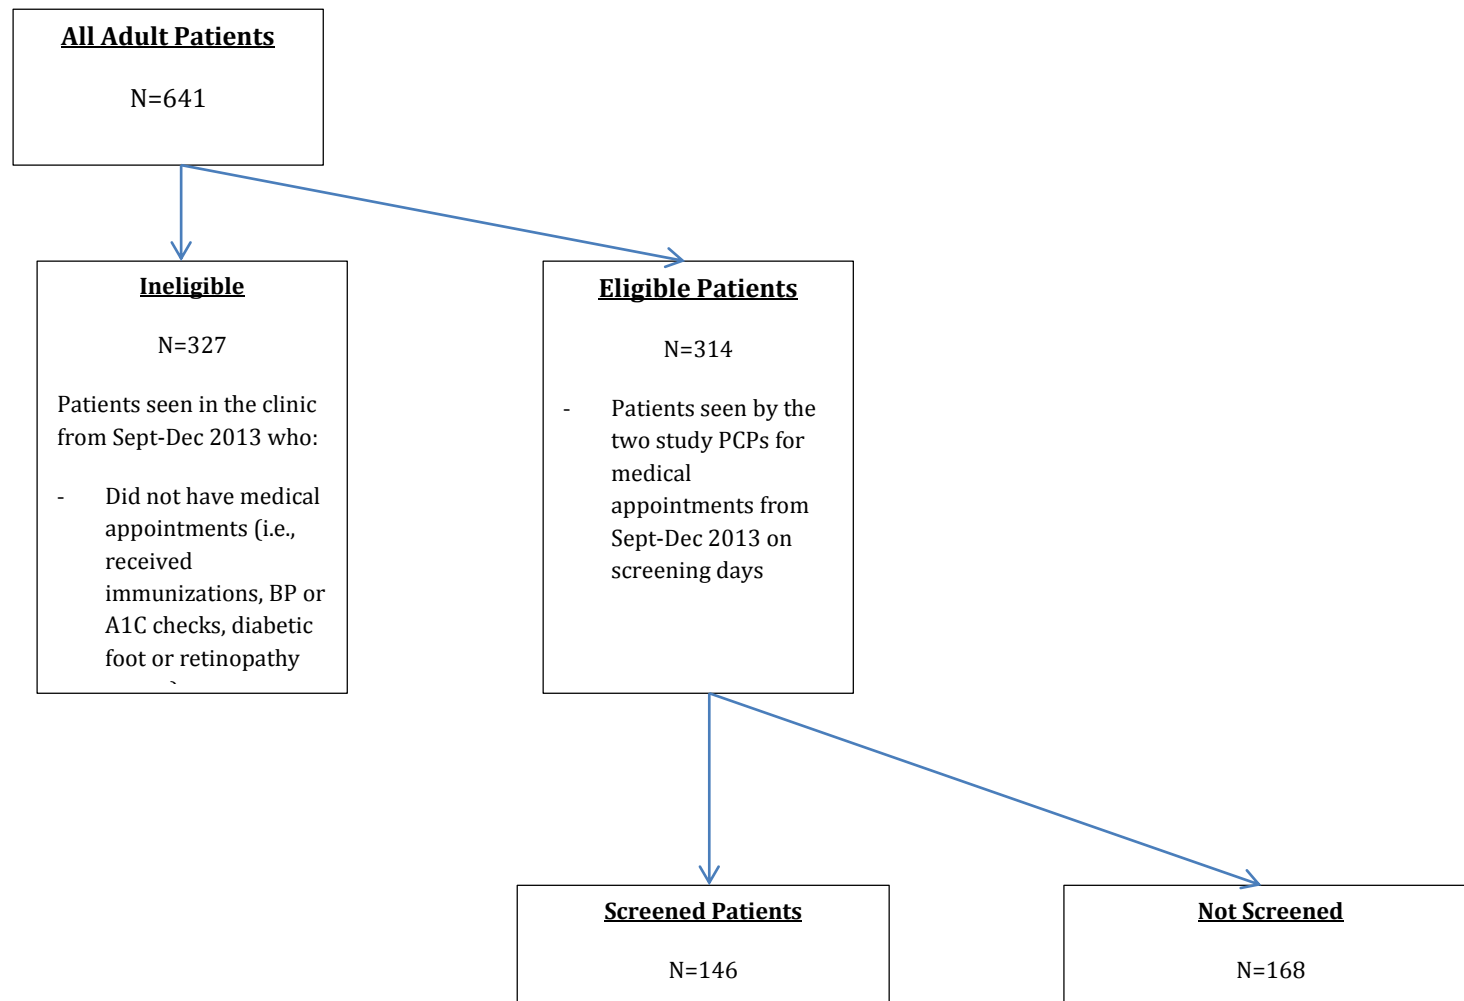 All Adult Patients
N=641
Ineligible
N=327
Patients seen in the clinic
from Sept-Dec 2013 who:
- Did not have medical
appointments (i.e.,
received
immunizations, BP or
A1C checks, diabetic
foot or retinopathy
Eligible Patients
N=314
- Patients seen by the
two study PCPs for
medical
appointments from
Sept-Dec 2013 on
screening days
Screened Patients
N=146
Not Screened
N=168